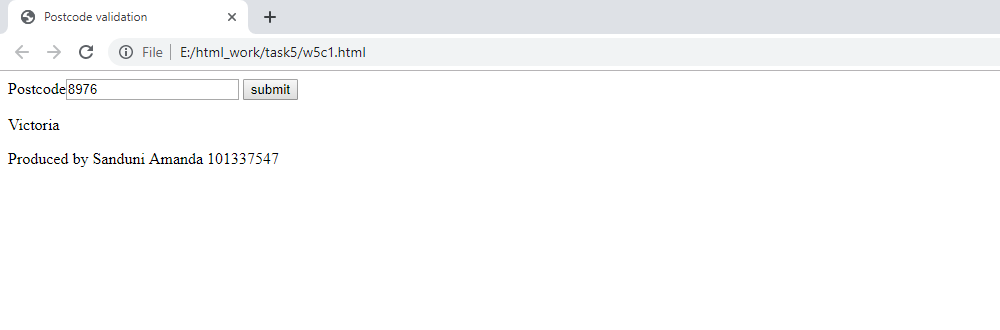 Postcode validation
File E:/html_work/task5/w5c1.html
Postcode 8976 submit
Victoria
Produced by Sanduni Amanda 101337547